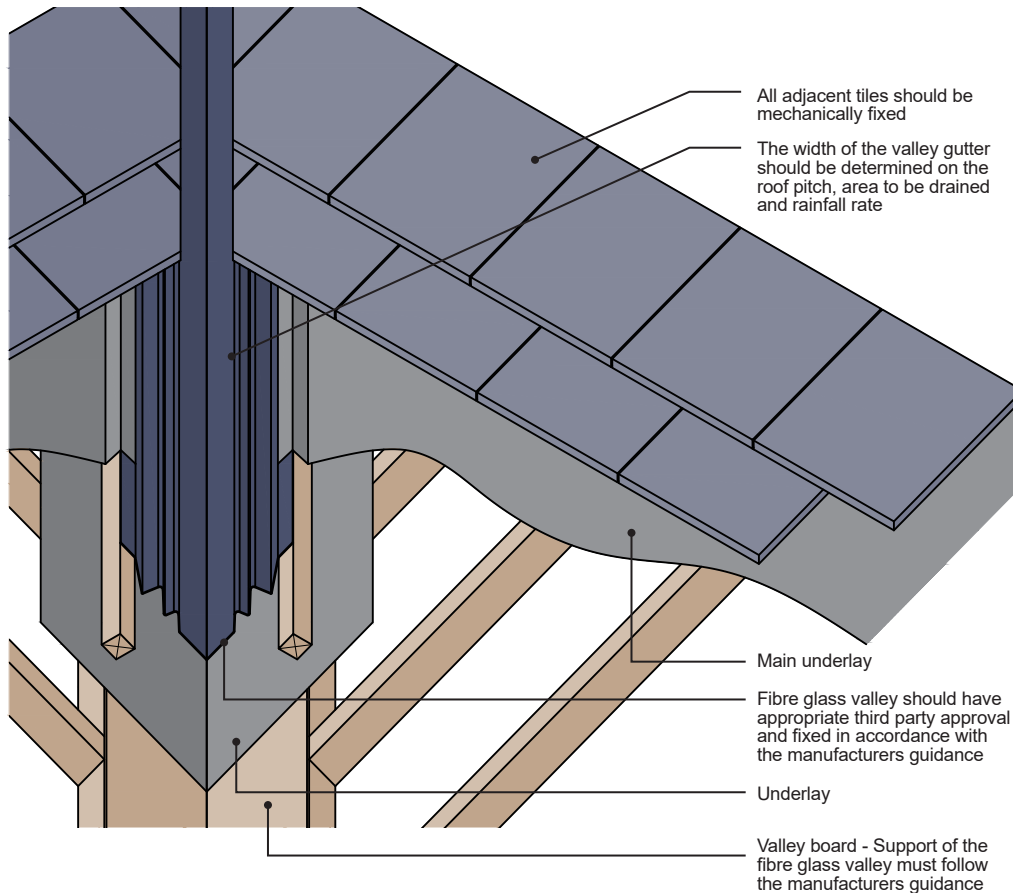 All adjacent tiles should be
mechanically fixed
The width of the valley gutter
should be determined on the
roof pitch, area to be drained
and rainfall rate
Main underlay
Fibre glass valley should have
appropriate third party approval
and fixed in accordance with
the manufacturers guidance
Underlay
Valley board - Support of the
fibre glass valley must follow
the manufacturers guidance